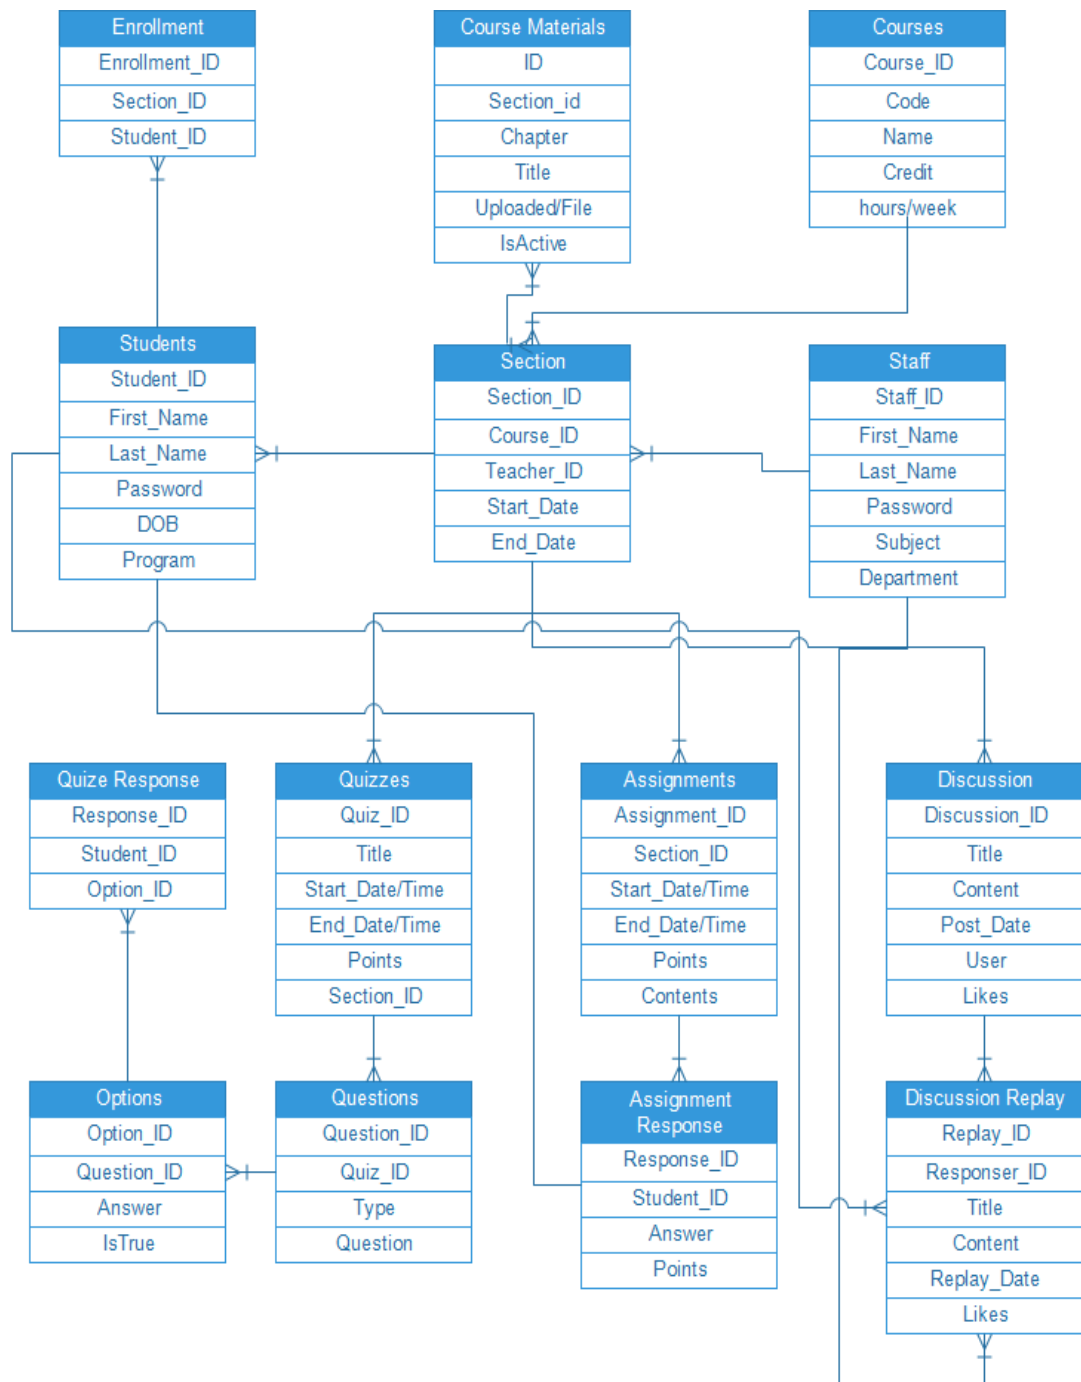 Enrollment
Enrollment_ID
Section_ID
Student_ID
Course Materials
ID
Section_id
Chapter
Title
Uploaded/File
IsActive
Courses
Course_ID
Code
Name
Credit
hours/week
Students
Student_ID
First_Name
Last_Name
Password
DOB
Program
Section
Section_ID
Course_ID
Teacher_ID
Start_Date
End_Date
Staff
Staff_ID
First_Name
Last_Name
Password
Subject
Department
Quize Response
Response_ID
Student_ID
Option_ID
Quizzes
Quiz_ID
Title
Start_Date/Time
End_Date/Time
Points
Section_ID
Assignments
Assignment_ID
Section_ID
Start_Date/Time
End_Date/Time
Points
Contents
Discussion
Discussion_ID
Title
Content
Post_Date
User
Likes
Options
Option_ID
Question_ID
Answer
IsTrue
Questions
Question_ID
Quiz_ID
Type
Question
Assignment
Response
Response_ID
Student_ID
Answer
Points
Discussion Replay
Replay_ID
Responser_ID
Title
Content
Replay_Date
Likes